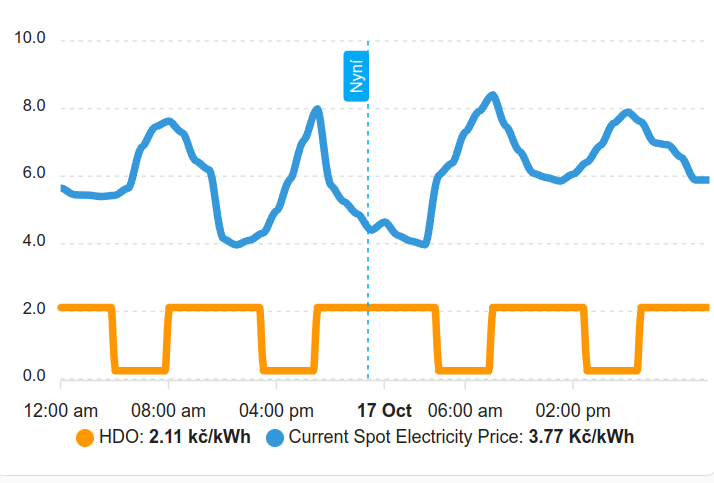 10.0
Nyní
8.0
6.0
4.0
2.0
0.0
12:00 am 08:00 am 04:00 pm 17 Oct 06:00 am 02:00 pm
HDO: 2.11 kč/kWh Current Spot Electricity Price: 3.77 Kč/kWh